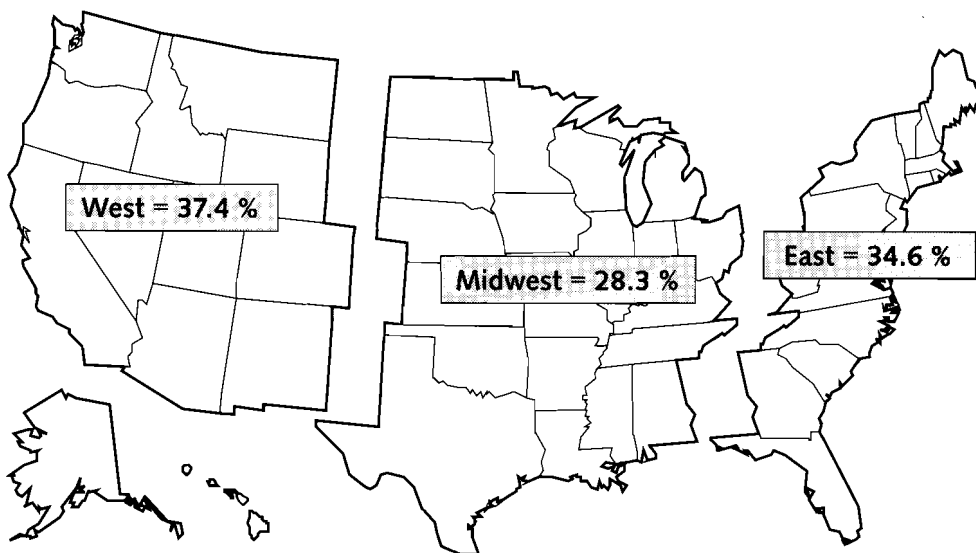 West = 37.4 %
Midwest = 28.3 %
East = 34.6 %